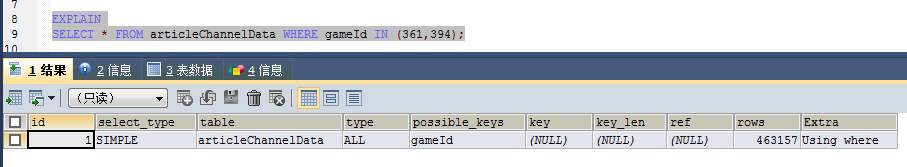 7
8 EXPLAIN
9 SELECT * FROM articleChannelData WHERE gameId IN (361,394);
10
1 结果 2 信息 3 表数据 4 信息
(只读)
id select_type table type possible_keys key key_len ref rows Extra
1 SIMPLE articleChannelData ALL gameId (NULL) (NULL) (NULL) 463157 Using where